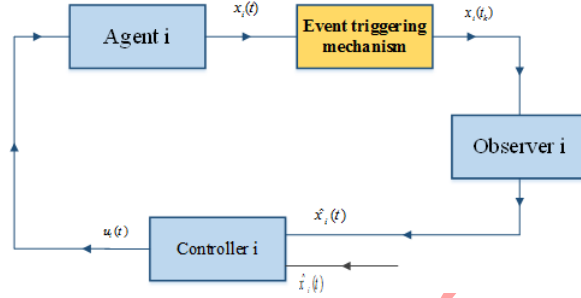 Agent i
x_i(t)
Event triggering
mechanism
x_i(t_k)
Observer i
x̂_i(t)
Controller i
u_i(t)
x̂_i(t)